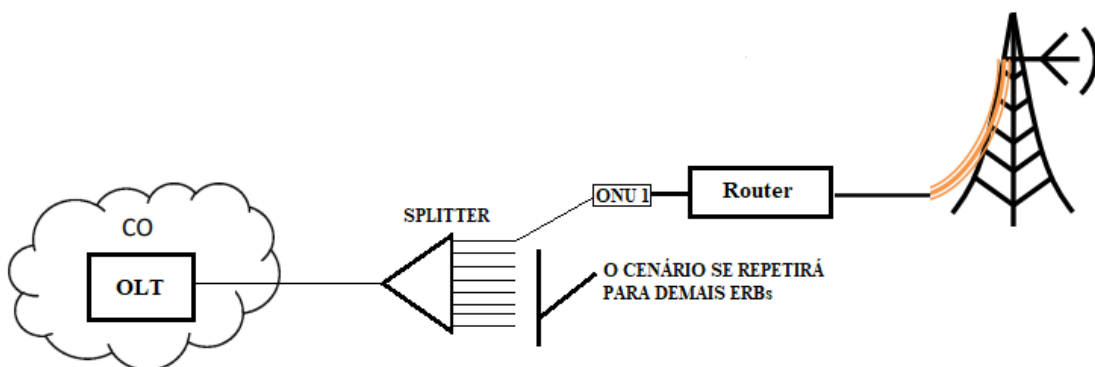 CO
OLT
SPLITTER
ONU 1
Router
O CENÁRIO SE REPETIRÁ
PARA DEMAIS ERBs